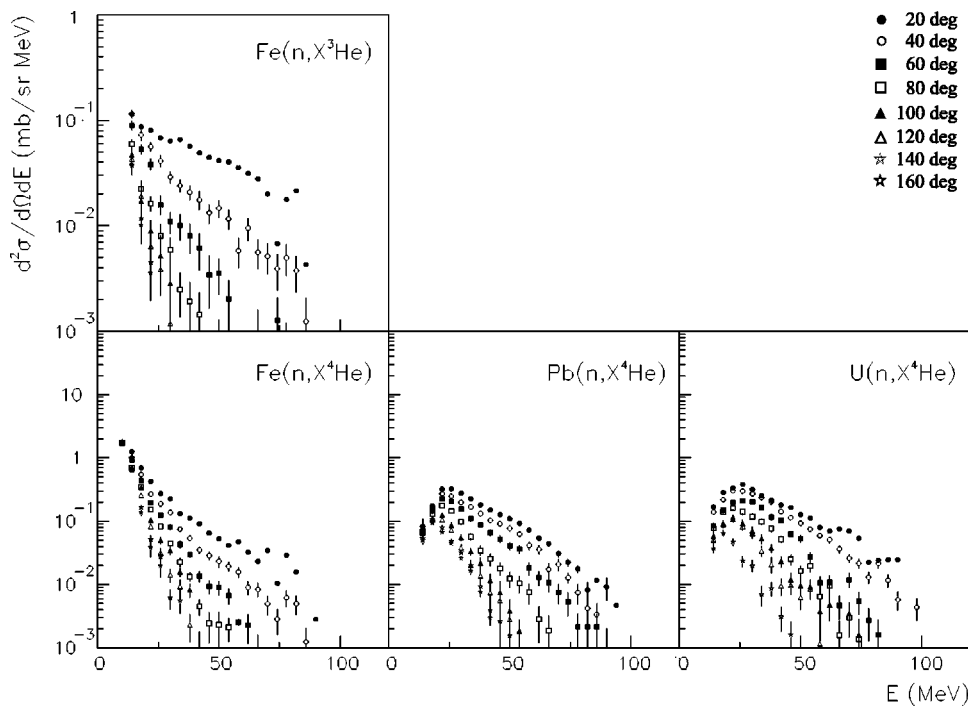 d²σ/dΩdE (mb/sr MeV)
1
10⁻¹
10⁻²
10⁻³
Fe(n,X³He)
20 deg
40 deg
60 deg
80 deg
100 deg
120 deg
140 deg
160 deg
10
1
10⁻¹
10⁻²
10⁻³
Fe(n,X⁴He)
Pb(n,X⁴He)
U(n,X⁴He)
0 50 100 0 50 100 0 50 100
E (MeV)